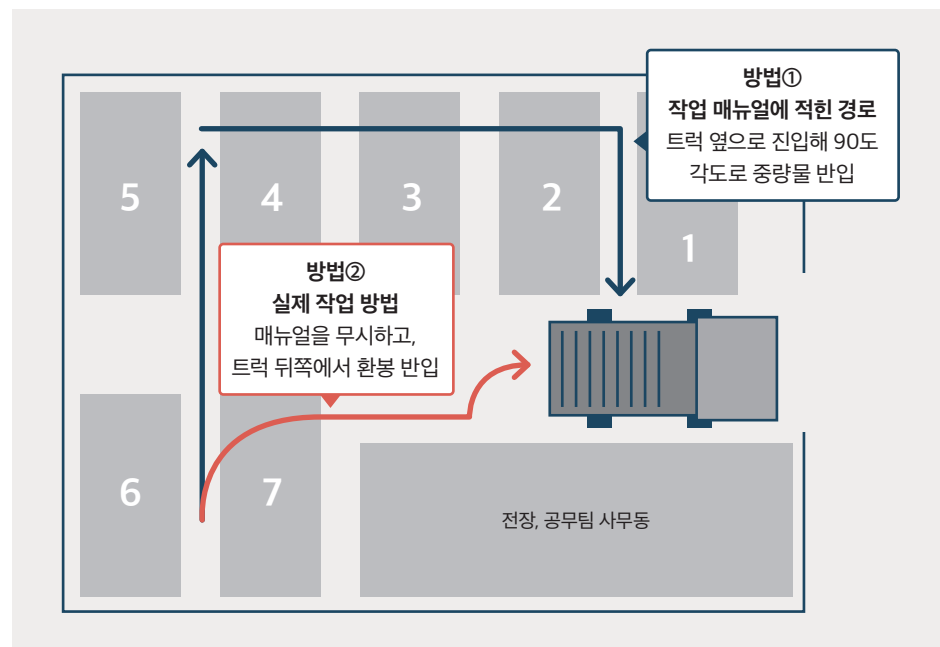 방법①
작업 매뉴얼에 적힌 경로
트럭 옆으로 진입해 90도
각도로 중량물 반입
5
4
3
2
1
방법②
실제 작업 방법
매뉴얼을 무시하고,
트럭 뒤쪽에서 환봉 반입
6
7
전장, 공무팀 사무동